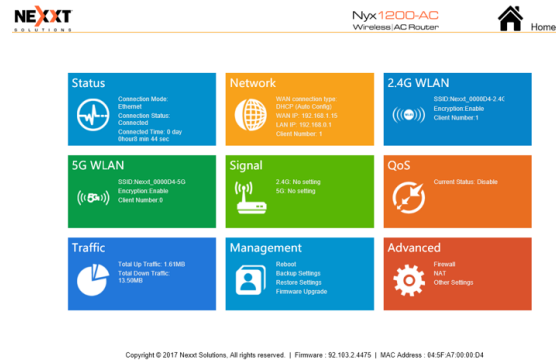 NEXXT
SOLUTIONS
Nyx1200-AC
Wireless|AC Router
Home
Status
Connection Mode:
Ethernet
Connection Status:
Connected
Connected Time: 0 day
0hour8 min 44 sec
Network
WAN connection type:
DHCP (Auto Config)
WAN IP: 192.168.1.15
LAN IP: 192.168.0.1
Client Number: 1
2.4G WLAN
SSID:Nexxt_0000D4-2.4G
Encryption:Enable
Client Number:1
5G WLAN
5G
SSID:Nexxt_0000D4-5G
Encryption:Enable
Client Number:0
Signal
2.4G: No setting
5G: No setting
QoS
Current Status: Disable
Traffic
Total Up Traffic: 1.61MB
Total Down Traffic:
13.50MB
Management
Reboot
Backup Settings
Restore Settings
Firmware Upgrade
Advanced
Firewall
NAT
Other Settings
Copyright © 2017 Nexxt Solutions, All rights reserved. | Firmware : 92.103.2.4475 | MAC Address : 04:5F:A7:00:00:D4